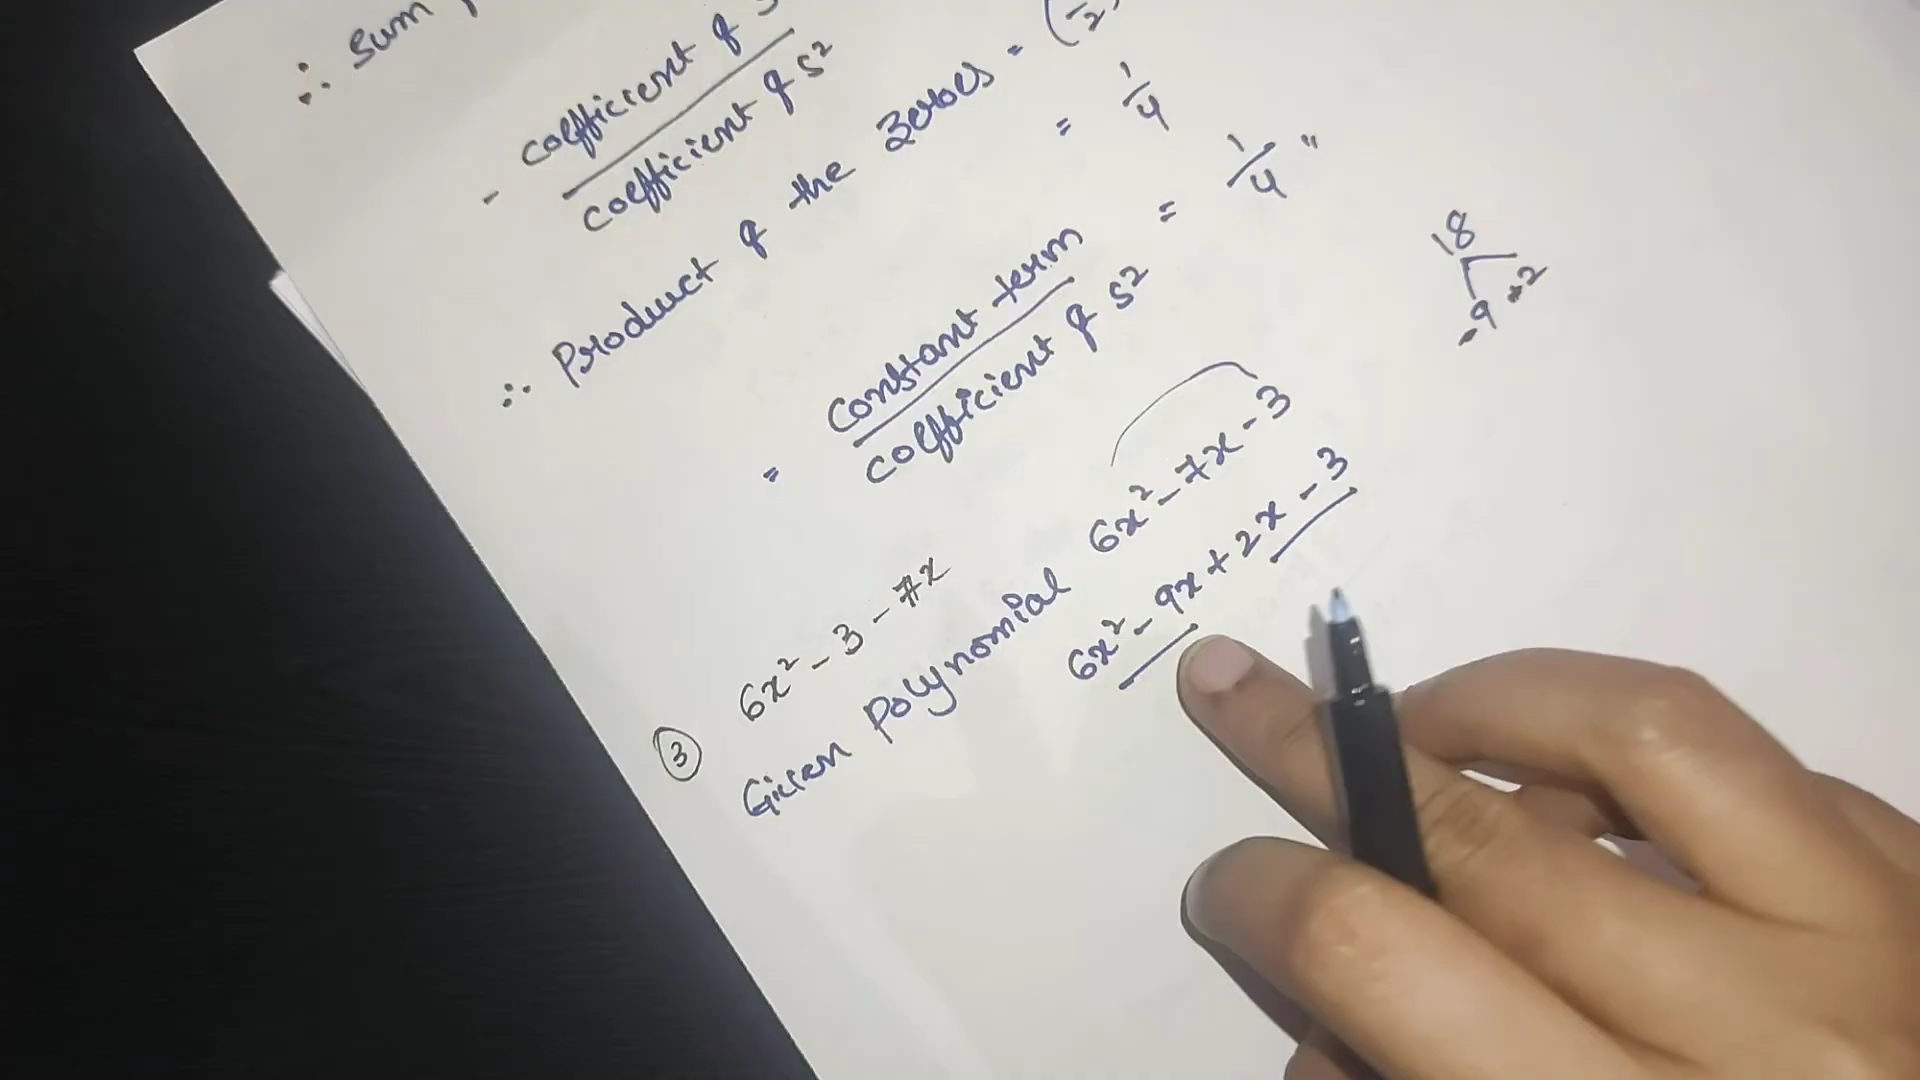 ∴ Sum
- coefficient of S / coefficient of S²
∴ Product of the zeroes =
= 1/4
= constant term / coefficient of S² = 1/4 "
18
-9 +2
③ 6x² - 3 - 7x
Given polynomial 6x² - 7x - 3
6x² - 9x + 2x - 3